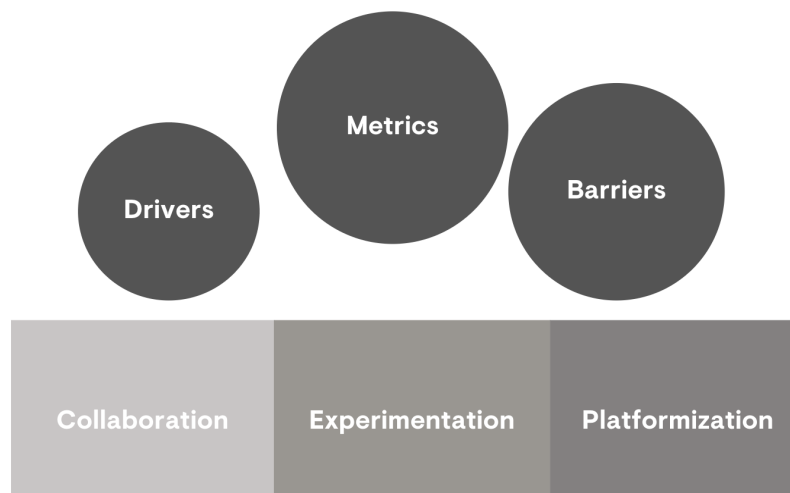 Metrics
Drivers
Barriers
Collaboration
Experimentation
Platformization